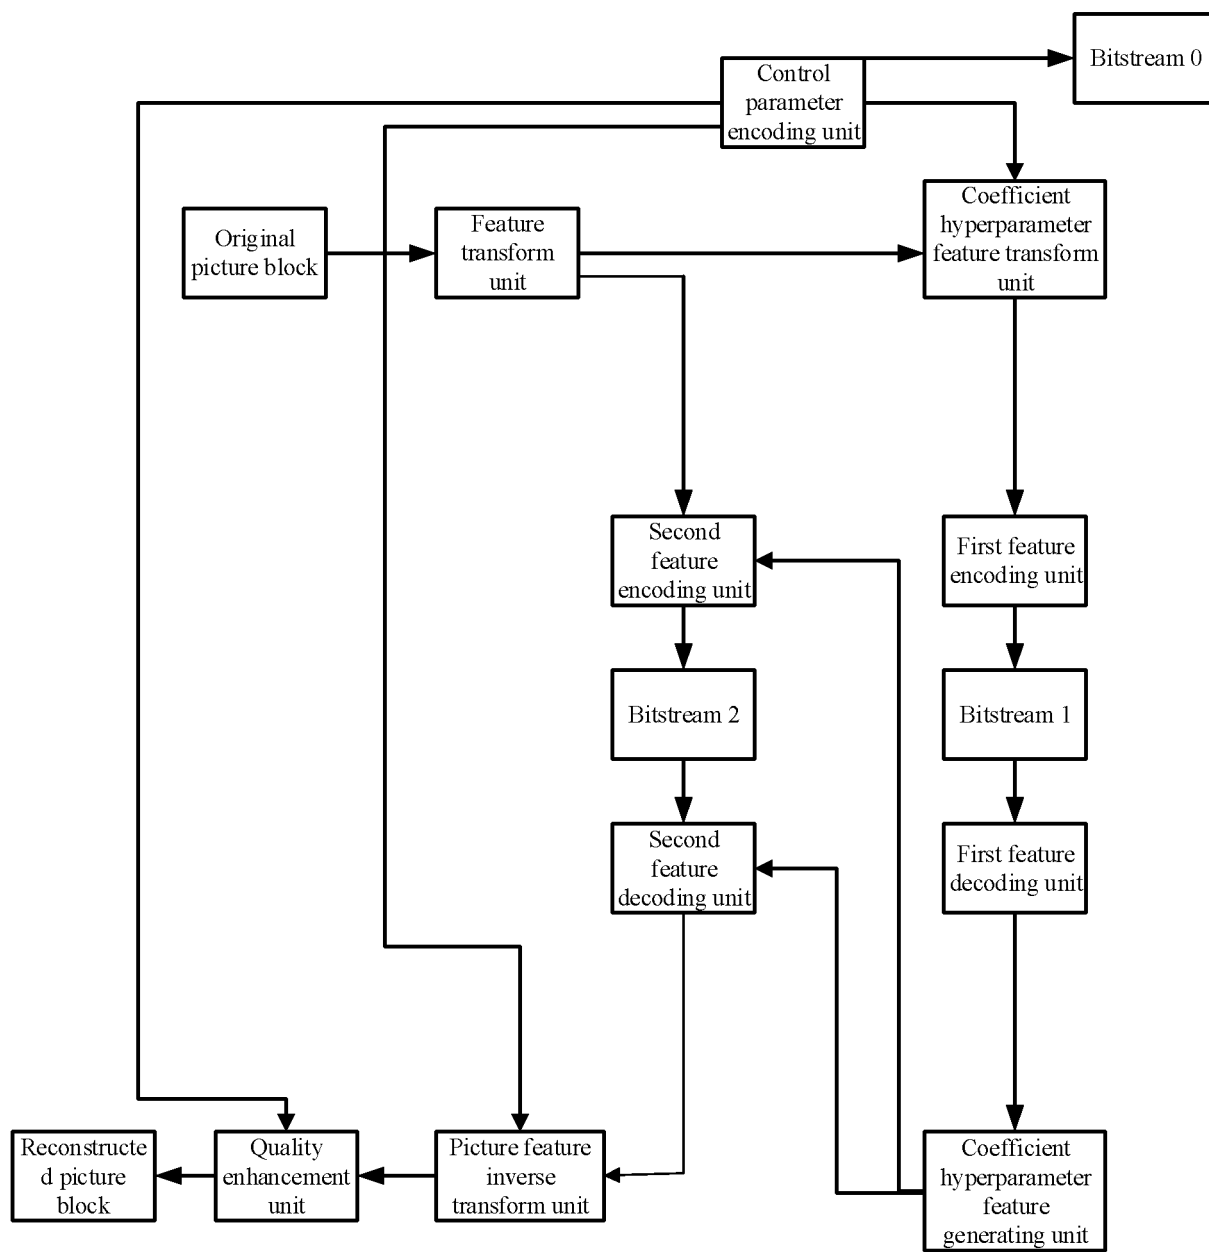 Bitstream 0
Control
parameter
encoding unit
Original
picture block
Feature
transform
unit
Coefficient
hyperparameter
feature transform
unit
Second
feature
encoding unit
First feature
encoding unit
Bitstream 2
Bitstream 1
Second
feature
decoding unit
First feature
decoding unit
Reconstructe
d picture
block
Quality
enhancement
unit
Picture feature
inverse
transform unit
Coefficient
hyperparameter
feature
generating unit